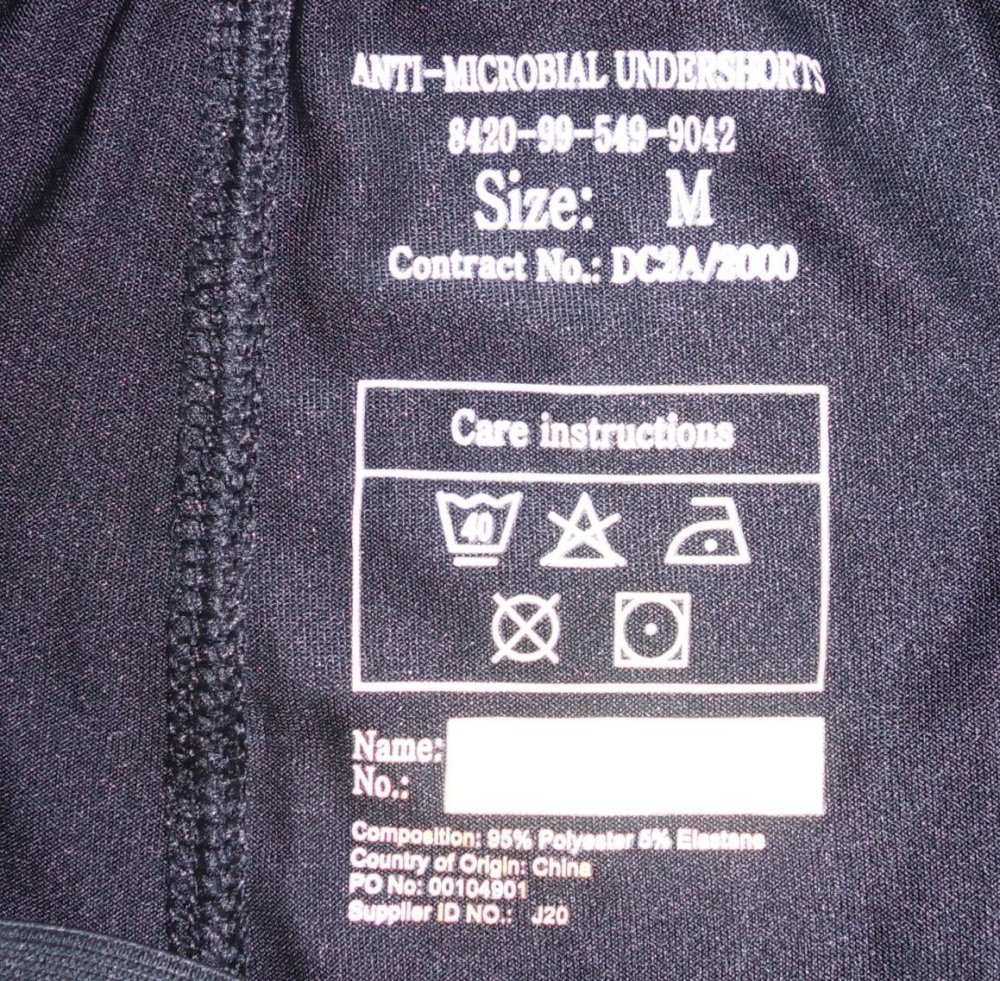 ANTI-MICROBIAL UNDERSHORTS
8420-99-549-9042
Size: M
Contract No.: DC2A/2000
Care instructions
40
Name:
No.:
Composition: 95% Polyester 5% Elastane
Country of Origin: China
PO No: 00104901
Supplier ID NO.: J20